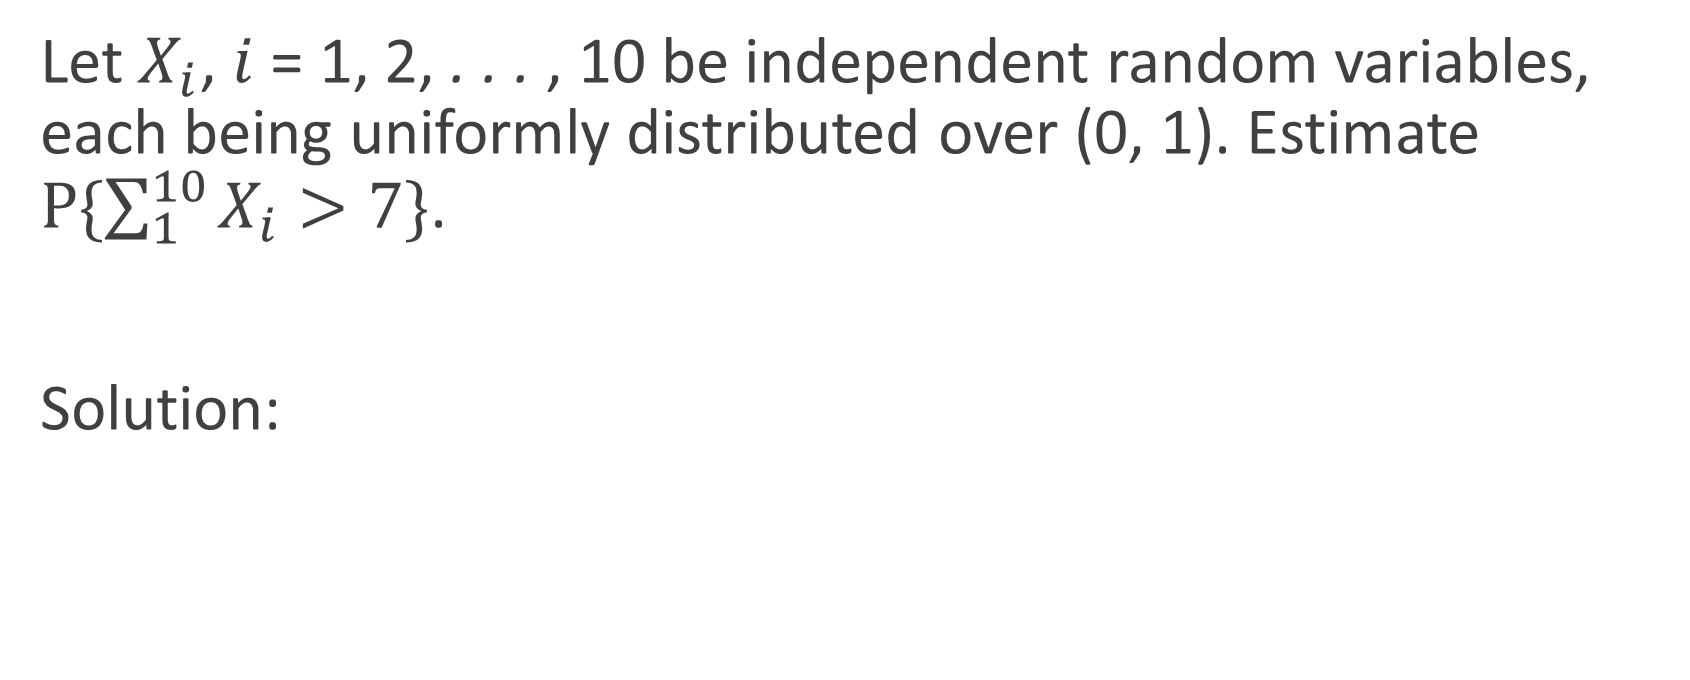 Let 𝑋ᵢ, 𝑖 = 1, 2, . . . , 10 be independent random variables,
each being uniformly distributed over (0, 1). Estimate
P{∑₁¹⁰ 𝑋ᵢ > 7}.
Solution: